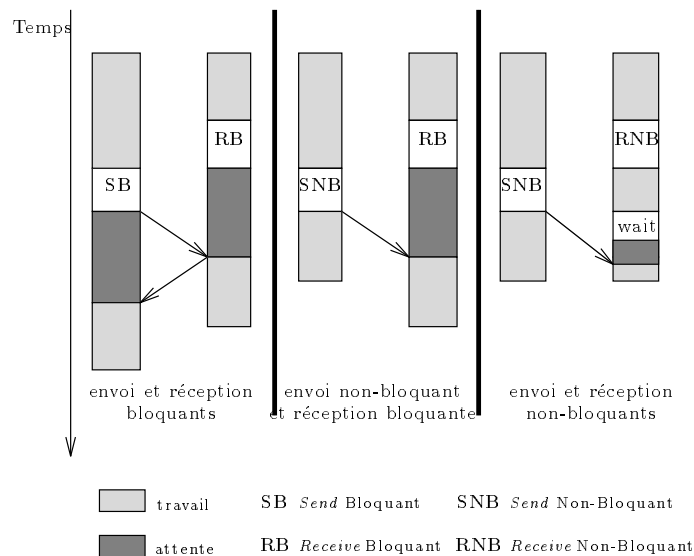 Temps
RB
RB
RNB
SB
SNB
SNB
wait
envoi et réception
bloquants
envoi non-bloquant
et réception bloquante
envoi et réception
non-bloquants
travail
SB Send Bloquant
SNB Send Non-Bloquant
attente
RB Receive Bloquant
RNB Receive Non-Bloquant